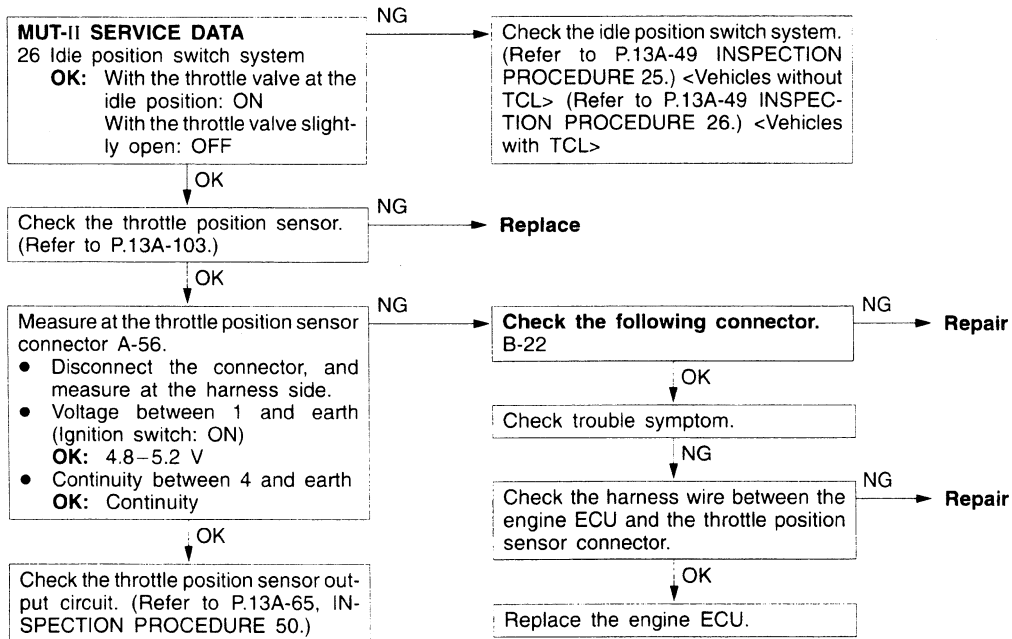 MUT-II SERVICE DATA
26 Idle position switch system
OK: With the throttle valve at the
idle position: ON
With the throttle valve slight-
ly open: OFF
NG
Check the idle position switch system.
(Refer to P.13A-49 INSPECTION
PROCEDURE 25.) <Vehicles without
TCL> (Refer to P.13A-49 INSPEC-
TION PROCEDURE 26.) <Vehicles
with TCL>
OK
Check the throttle position sensor.
(Refer to P.13A-103.)
NG
Replace
OK
Measure at the throttle position sensor
connector A-56.
● Disconnect the connector, and
measure at the harness side.
● Voltage between 1 and earth
(Ignition switch: ON)
OK: 4.8–5.2 V
● Continuity between 4 and earth
OK: Continuity
NG
Check the following connector.
B-22
NG
Repair
OK
Check trouble symptom.
NG
Check the harness wire between the
engine ECU and the throttle position
sensor connector.
NG
Repair
OK
Replace the engine ECU.
OK
Check the throttle position sensor out-
put circuit. (Refer to P.13A-65, IN-
SPECTION PROCEDURE 50.)